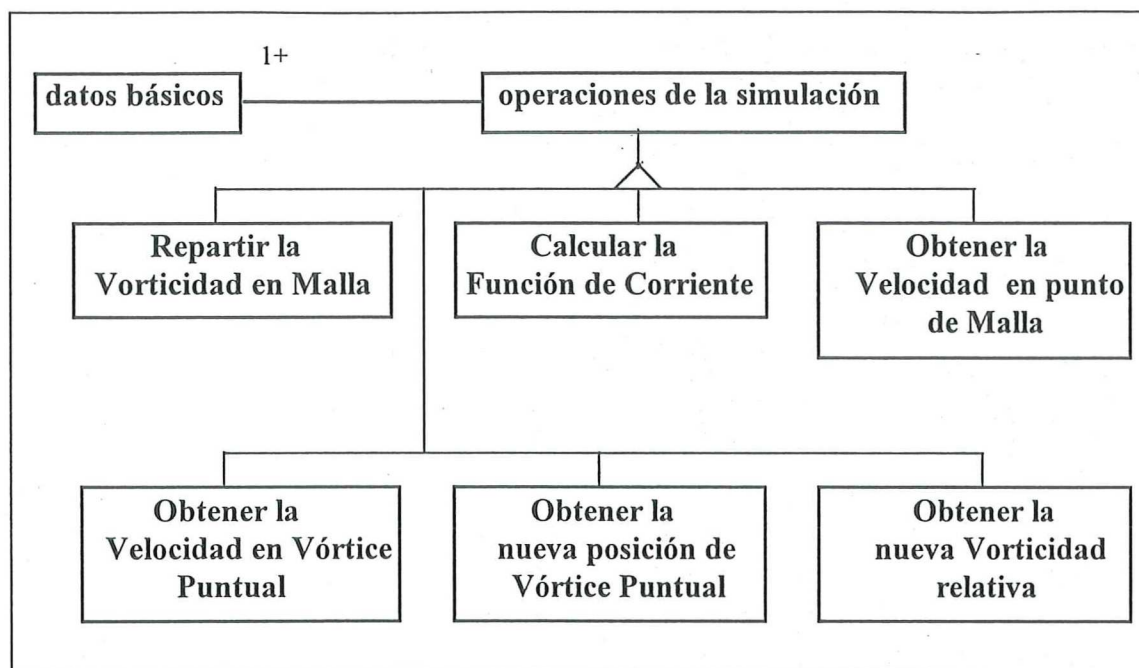 1+
datos básicos
operaciones de la simulación
Repartir la
Vorticidad en Malla
Calcular la
Función de Corriente
Obtener la
Velocidad en punto
de Malla
Obtener la
Velocidad en Vórtice
Puntual
Obtener la
nueva posición de
Vórtice Puntual
Obtener la
nueva Vorticidad
relativa